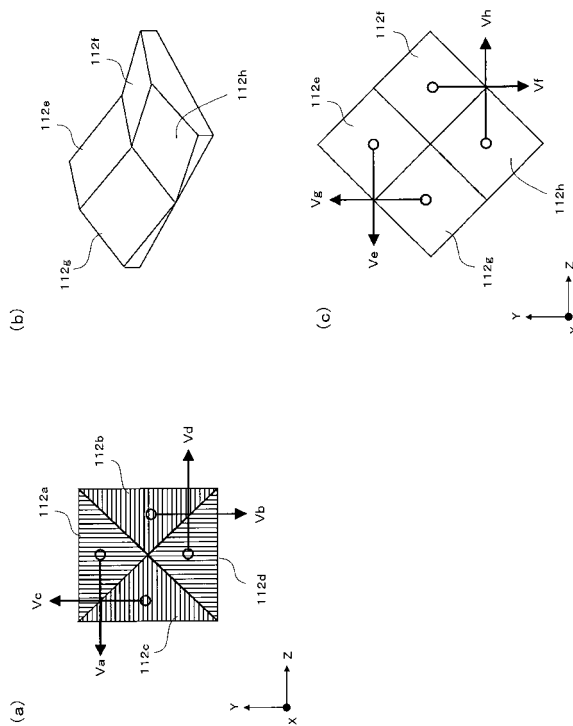 (a)
112a
112b
112c
112d
Va
Vb
Vc
Vd
Y
Z
X
(b)
112e
112f
112g
112h
(c)
112e
112f
112g
112h
Ve
Vf
Vg
Vh
Y
Z
X